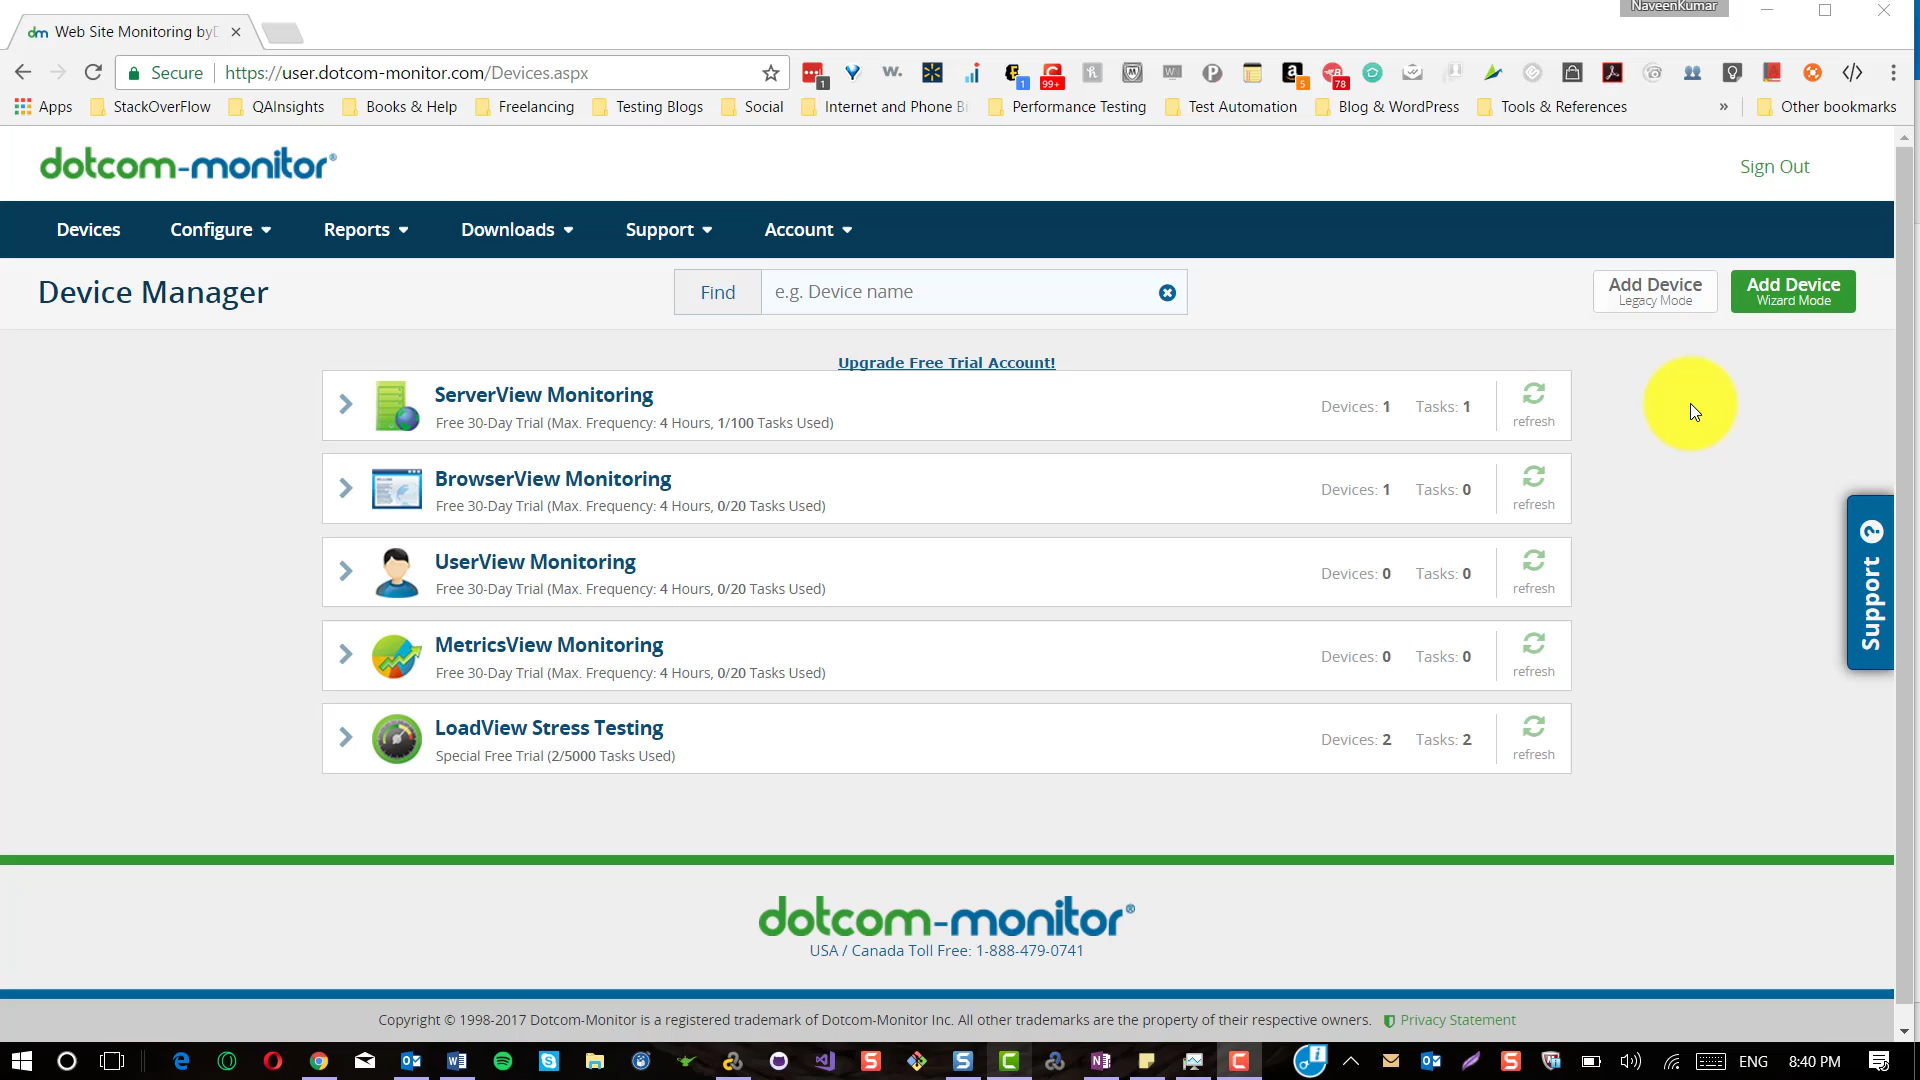 NaveenKumar
dm Web Site Monitoring byD
Secure https://user.dotcom-monitor.com/Devices.aspx
1 1 99+ 5 78
Apps StackOverFlow QAInsights Books & Help Freelancing Testing Blogs Social Internet and Phone B Performance Testing Test Automation Blog & WordPress Tools & References » Other bookmarks
dotcom-monitor®
Sign Out
Devices Configure Reports Downloads Support Account
Device Manager
Find e.g. Device name
Add Device
Legacy Mode
Add Device
Wizard Mode
Upgrade Free Trial Account!
ServerView Monitoring
Free 30-Day Trial (Max. Frequency: 4 Hours, 1/100 Tasks Used)
Devices: 1 Tasks: 1
refresh
BrowserView Monitoring
Free 30-Day Trial (Max. Frequency: 4 Hours, 0/20 Tasks Used)
Devices: 1 Tasks: 0
refresh
UserView Monitoring
Free 30-Day Trial (Max. Frequency: 4 Hours, 0/20 Tasks Used)
Devices: 0 Tasks: 0
refresh
MetricsView Monitoring
Free 30-Day Trial (Max. Frequency: 4 Hours, 0/20 Tasks Used)
Devices: 0 Tasks: 0
refresh
LoadView Stress Testing
Special Free Trial (2/5000 Tasks Used)
Devices: 2 Tasks: 2
refresh
Support ?
dotcom-monitor®
USA / Canada Toll Free: 1-888-479-0741
Copyright © 1998-2017 Dotcom-Monitor is a registered trademark of Dotcom-Monitor Inc. All other trademarks are the property of their respective owners. Privacy Statement
ENG 8:40 PM